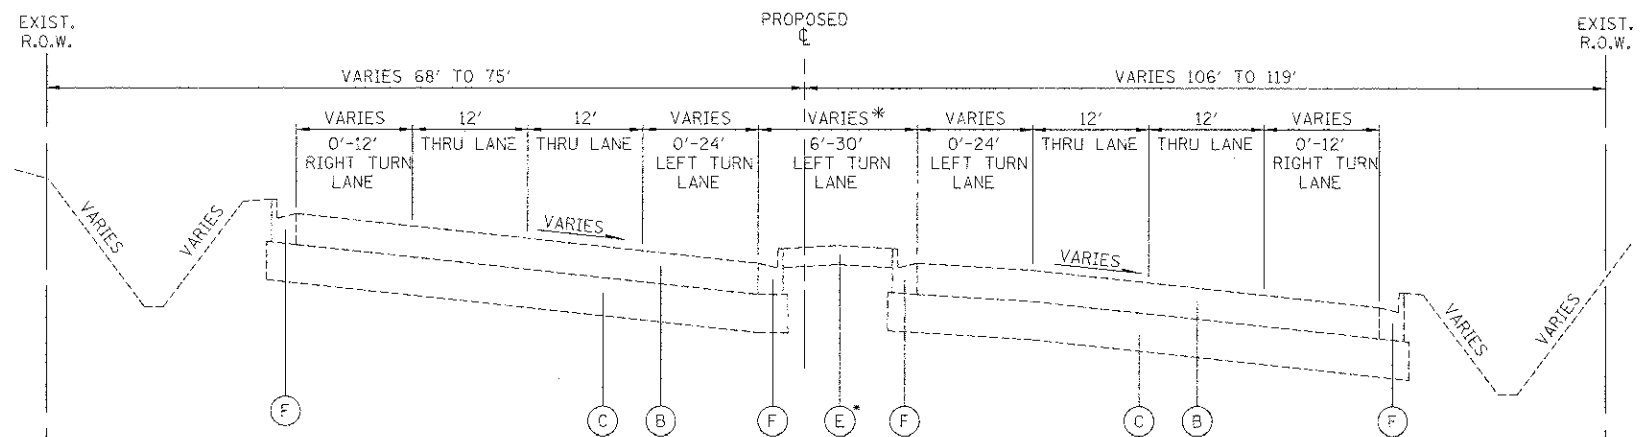 EXIST.
R.O.W.
PROPOSED
℄
EXIST.
R.O.W.
VARIES 68' TO 75'
VARIES 106' TO 119'
VARIES
12'
12'
VARIES
VARIES*
VARIES
12'
12'
VARIES
0'-12'
RIGHT TURN
LANE
THRU LANE
THRU LANE
0'-24'
LEFT TURN
LANE
6'-30'
LEFT TURN
LANE
0'-24'
LEFT TURN
LANE
THRU LANE
THRU LANE
0'-12'
RIGHT TURN
LANE
VARIES
VARIES
VARIES
VARIES
VARIES
VARIES
F
C
B
F
E*
F
C
B
F